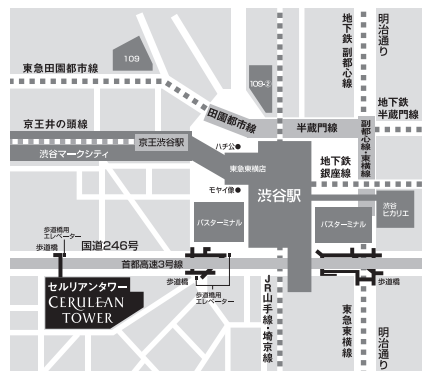 地下鉄 副都心線
明治通り
109
109-②
東急田園都市線
田園都市線
地下鉄
半蔵門線
京王井の頭線
半蔵門線
副都心線・東横線
京王渋谷駅
ハチ公
渋谷マークシティ
東急東横店
地下鉄
銀座線
モヤイ像
渋谷駅
渋谷
ヒカリエ
バスターミナル
バスターミナル
歩道橋用
エレベーター
国道246号
歩道橋
首都高速3号線
セルリアンタワー
CERULEAN
TOWER
歩道橋
歩道橋用
エレベーター
歩道橋
JR山手線・埼京線
東急東横線
明治通り